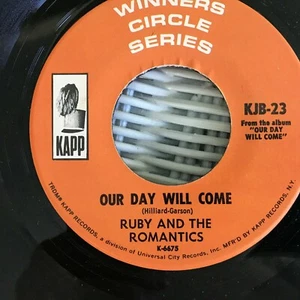 WINNERS
CIRCLE
SERIES
KAPP
KJB-23
From the album
"OUR DAY
WILL COME"
OUR DAY WILL COME
(Hilliard-Garson)
RUBY AND THE
ROMANTICS
K-6675
TRDMK KAPP RECORDS, a division of Universal City Records, Inc. MFR'D BY KAPP RECORDS, N.Y.